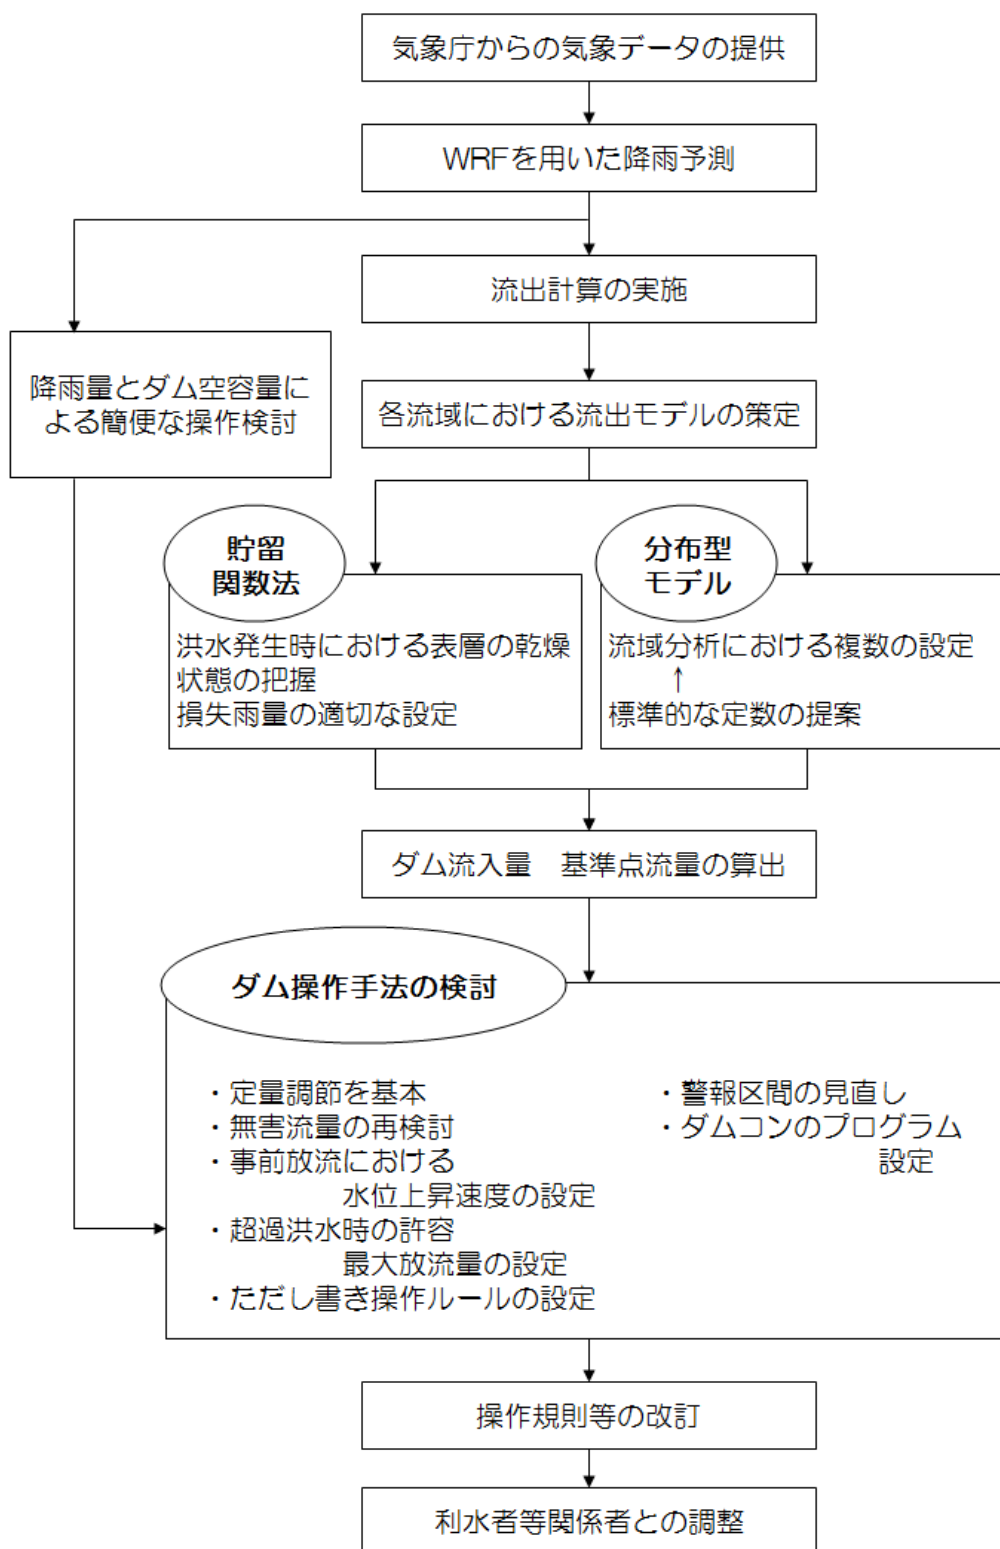 気象庁からの気象データの提供
WRFを用いた降雨予測
流出計算の実施
降雨量とダム空容量に
よる簡便な操作検討
各流域における流出モデルの策定
貯留
関数法
洪水発生時における表層の乾燥
状態の把握
損失雨量の適切な設定
分布型
モデル
流域分析における複数の設定
↑
標準的な定数の提案
ダム流入量　基準点流量の算出
ダム操作手法の検討
・定量調節を基本
・無害流量の再検討
・事前放流における
水位上昇速度の設定
・超過洪水時の許容
最大放流量の設定
・ただし書き操作ルールの設定
・警報区間の見直し
・ダムコンのプログラム
設定
操作規則等の改訂
利水者等関係者との調整